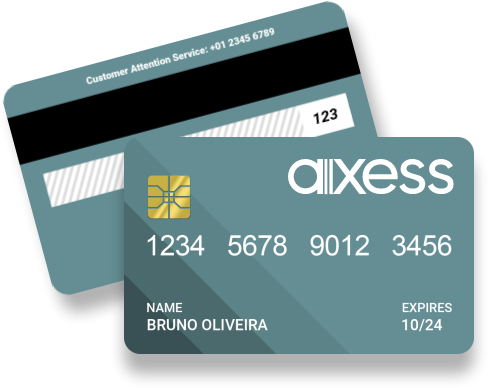 Customer Attention Service: +01 2345 6789
123
axess
1234 5678 9012 3456
NAME
BRUNO OLIVEIRA
EXPIRES
10/24